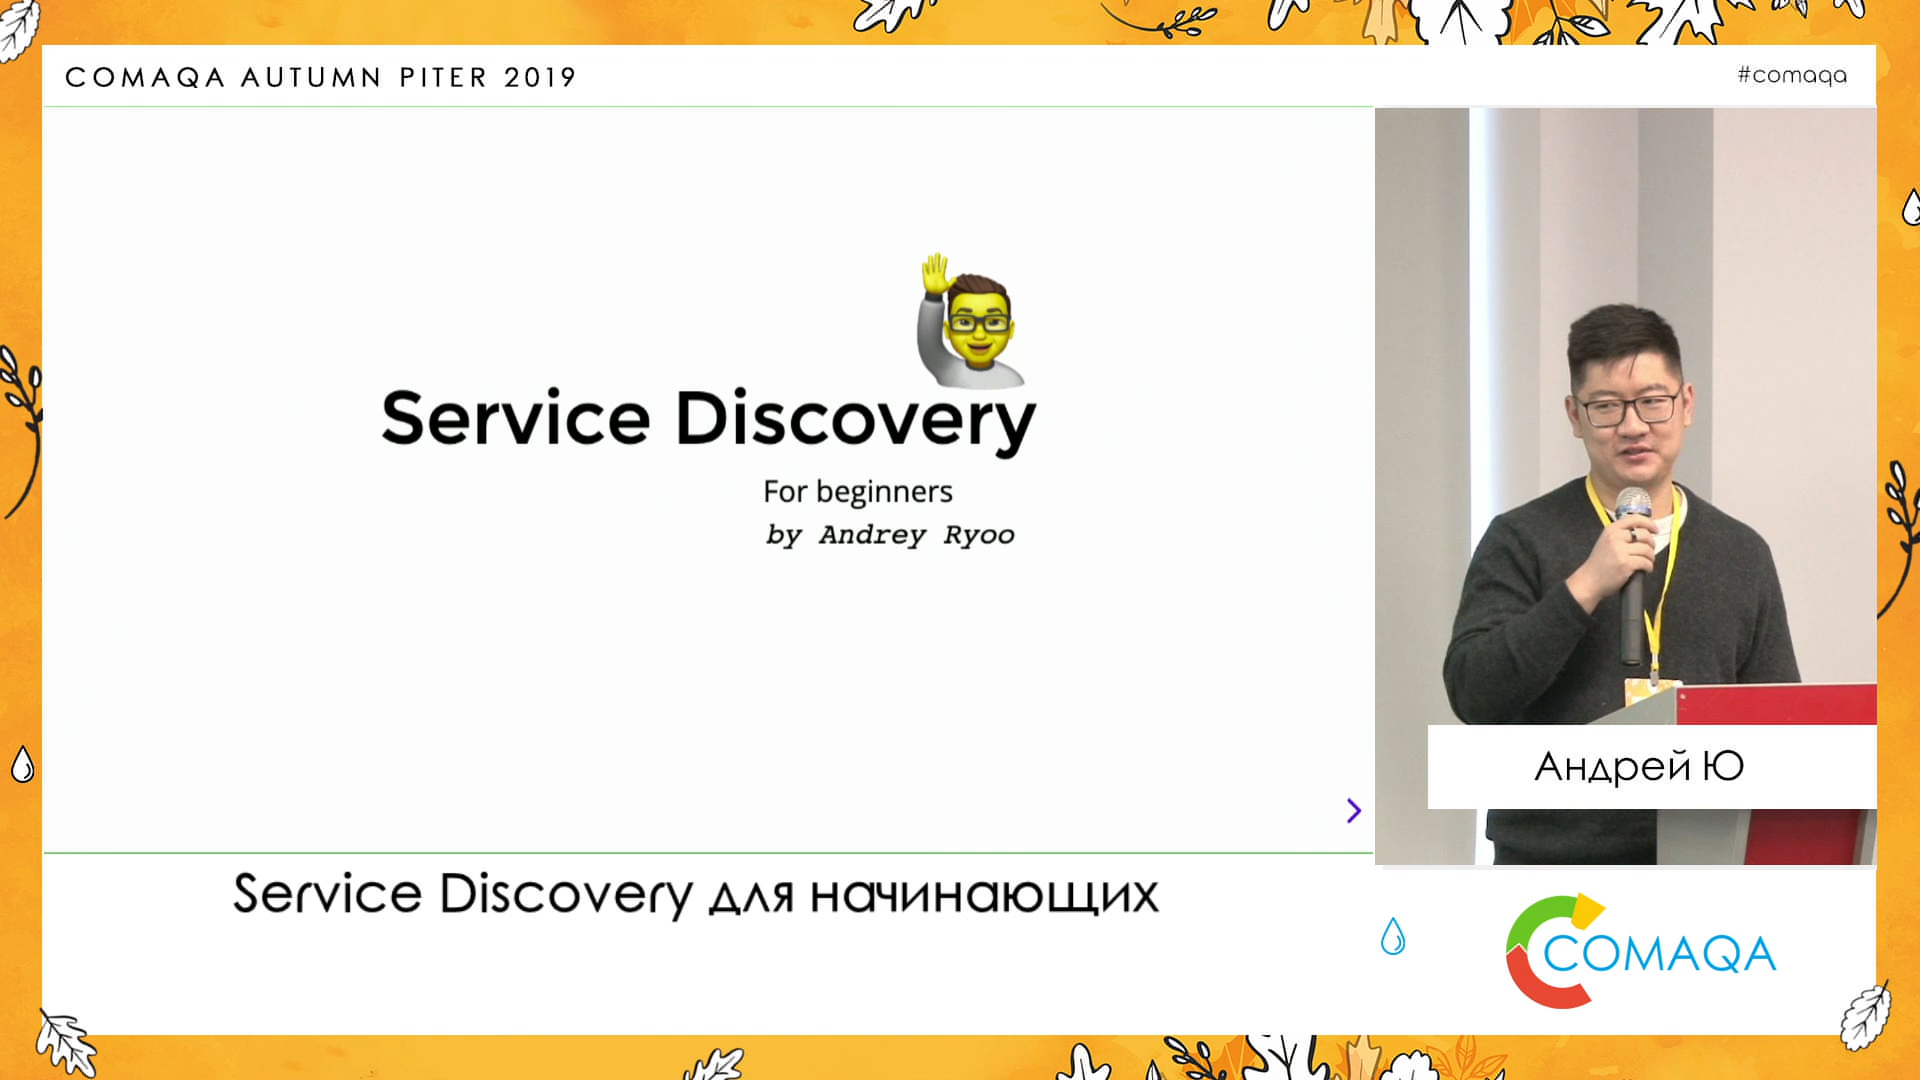 COMAQA AUTUMN PITER 2019
#comaqa
Service Discovery
For beginners
by Andrey Ryoo
Андрей Ю
Service Discovery для начинающих
COMAQA